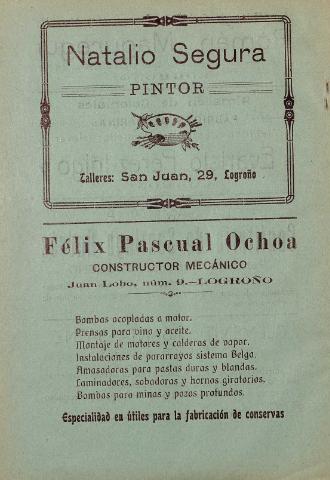 Natalio Segura
PINTOR
Talleres: San Juan, 29, Logroño
Félix Pascual Ochoa
CONSTRUCTOR MECÁNICO
Juan Lobo, núm. 9.—LOGROÑO
Bombas acopladas a motor.
Prensas para vino y aceite.
Montaje de motores y calderas de vapor.
Instalaciones de pararrayos sistema Belga.
Amasadoras para pastas duras y blandas.
Laminadores, sobadoras y hornos giratorios.
Bombas para minas y pozos profundos.
Especialidad en útiles para la fabricación de conservas